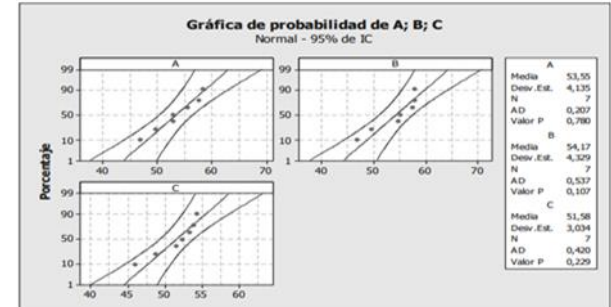 Gráfica de probabilidad de A; B; C
Normal - 95% de IC
A
B
99
90
50
10
1
40
50
60
70
99
90
50
10
1
40
50
60
70
C
99
90
50
10
1
40
45
50
55
60
Porcentaje
A
Media 53,55
Desv.Est. 4,135
N 7
AD 0,207
Valor P 0,780
B
Media 54,17
Desv.Est. 4,329
N 7
AD 0,537
Valor P 0,107
C
Media 51,58
Desv.Est. 3,034
N 7
AD 0,420
Valor P 0,229